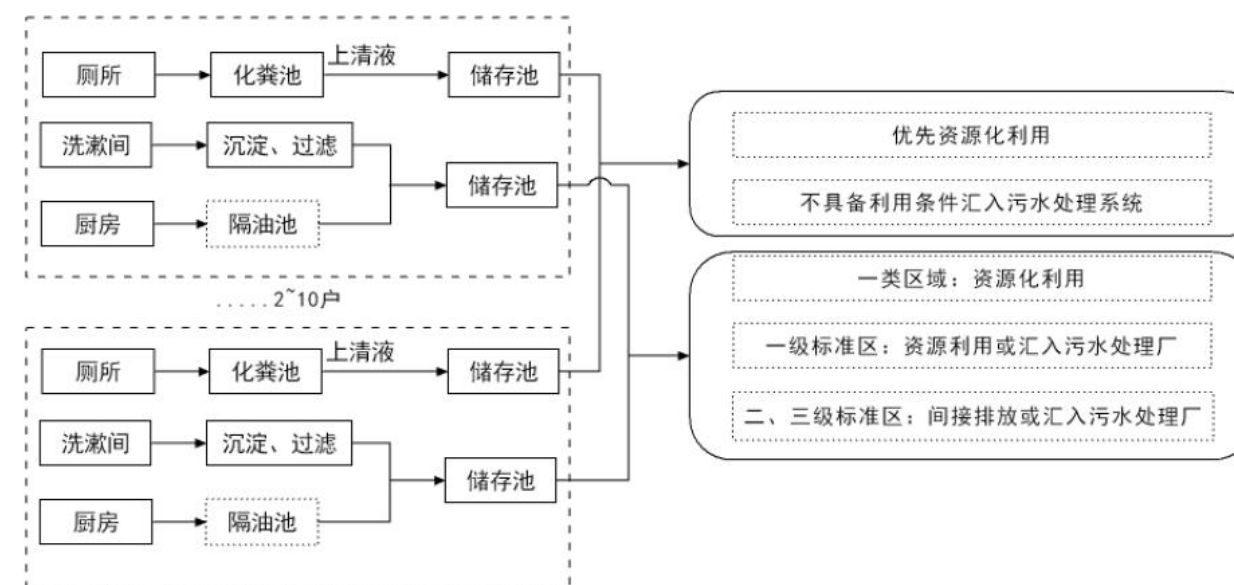 厕所
化粪池
上清液
储存池
洗漱间
沉淀、过滤
储存池
厨房
隔油池
.....2~10户
厕所
化粪池
上清液
储存池
洗漱间
沉淀、过滤
储存池
厨房
隔油池
优先资源化利用
不具备利用条件汇入污水处理系统
一类区域：资源化利用
一级标准区：资源利用或汇入污水处理厂
二、三级标准区：间接排放或汇入污水处理厂